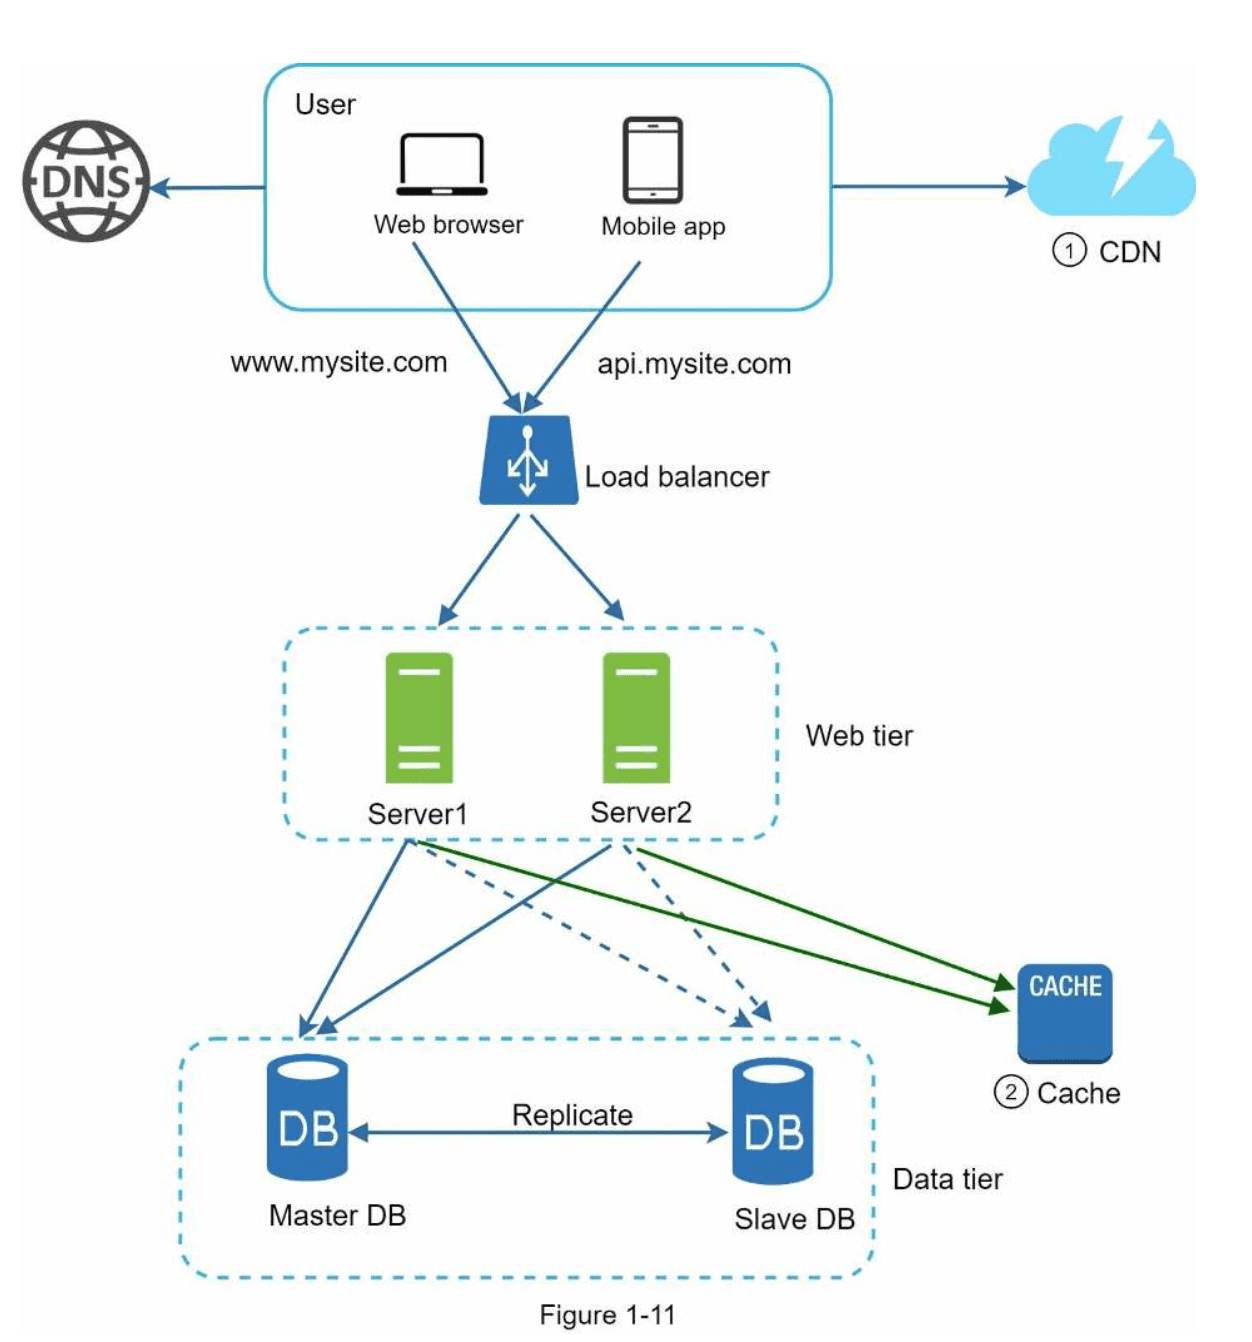 User
DNS
Web browser
Mobile app
1 CDN
www.mysite.com
api.mysite.com
Load balancer
Web tier
Server1
Server2
CACHE
2 Cache
DB
Replicate
DB
Data tier
Master DB
Slave DB
Figure 1-11